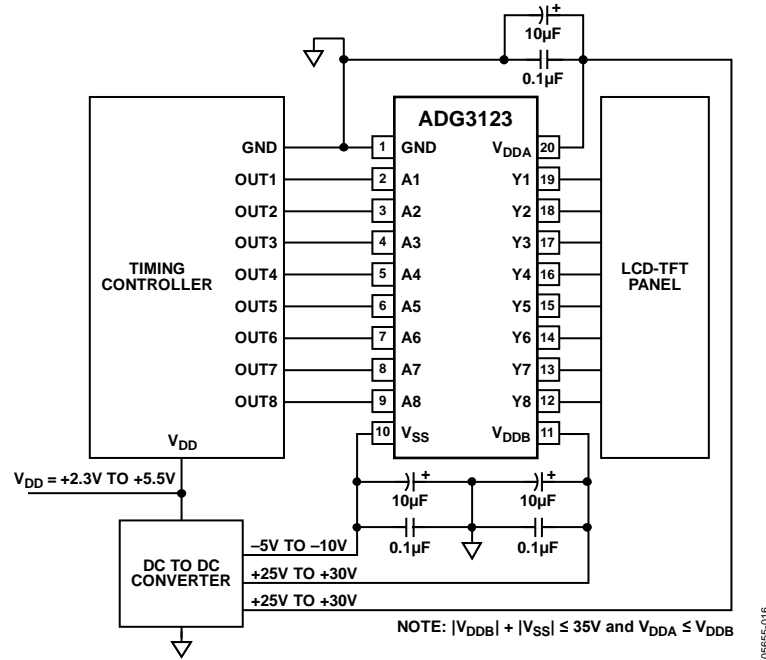 +
10µF
0.1µF
ADG3123
GND 1 GND VDDA 20
OUT1 2 A1 Y1 19
OUT2 3 A2 Y2 18
OUT3 4 A3 Y3 17
OUT4 5 A4 Y4 16
TIMING CONTROLLER
LCD-TFT PANEL
OUT5 6 A5 Y5 15
OUT6 7 A6 Y6 14
OUT7 8 A7 Y7 13
OUT8 9 A8 Y8 12
10 VSS VDDB 11
VDD
VDD = +2.3V TO +5.5V
+ +
10µF 10µF
0.1µF 0.1µF
DC TO DC CONVERTER
–5V TO –10V
+25V TO +30V
+25V TO +30V
NOTE: |VDDB| + |VSS| ≤ 35V and VDDA ≤ VDDB
05655-016